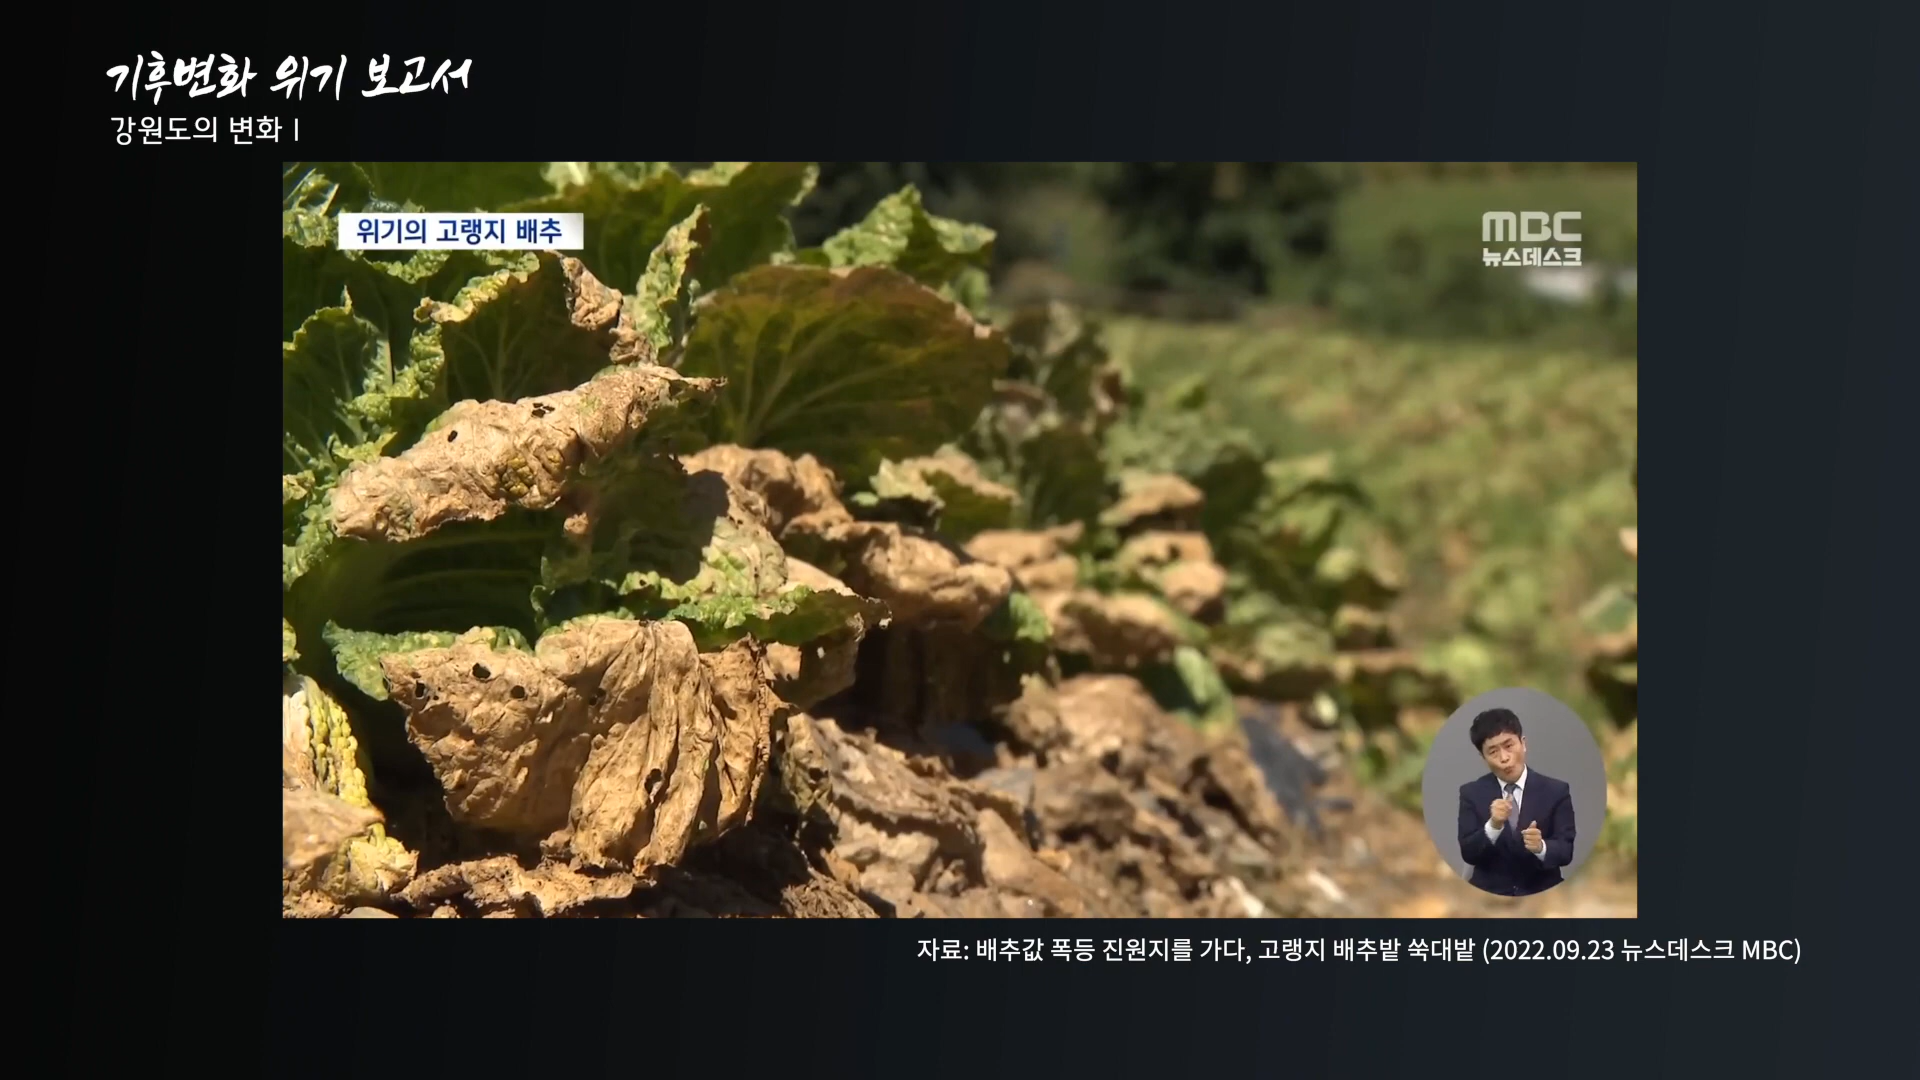 기후변화 위기 보고서
강원도의 변화 I
위기의 고랭지 배추
MBC
뉴스데스크
자료: 배추값 폭등 진원지를 가다, 고랭지 배추밭 쑥대밭 (2022.09.23 뉴스데스크 MBC)